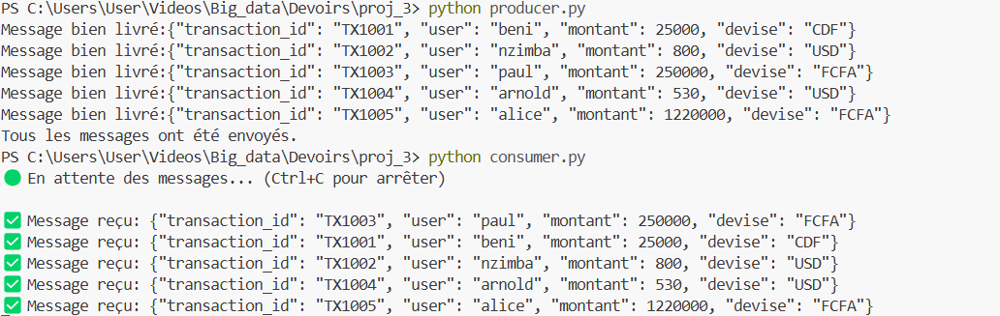 PS C:\Users\User\Videos\Big_data\Devoirs\proj_3> python producer.py
Message bien livré:{"transaction_id": "TX1001", "user": "beni", "montant": 25000, "devise": "CDF"}
Message bien livré:{"transaction_id": "TX1002", "user": "nzimba", "montant": 800, "devise": "USD"}
Message bien livré:{"transaction_id": "TX1003", "user": "paul", "montant": 250000, "devise": "FCFA"}
Message bien livré:{"transaction_id": "TX1004", "user": "arnold", "montant": 530, "devise": "USD"}
Message bien livré:{"transaction_id": "TX1005", "user": "alice", "montant": 1220000, "devise": "FCFA"}
Tous les messages ont été envoyés.
PS C:\Users\User\Videos\Big_data\Devoirs\proj_3> python consumer.py
🟢 En attente des messages... (Ctrl+C pour arrêter)
✅ Message reçu: {"transaction_id": "TX1003", "user": "paul", "montant": 250000, "devise": "FCFA"}
✅ Message reçu: {"transaction_id": "TX1001", "user": "beni", "montant": 25000, "devise": "CDF"}
✅ Message reçu: {"transaction_id": "TX1002", "user": "nzimba", "montant": 800, "devise": "USD"}
✅ Message reçu: {"transaction_id": "TX1004", "user": "arnold", "montant": 530, "devise": "USD"}
✅ Message reçu: {"transaction_id": "TX1005", "user": "alice", "montant": 1220000, "devise": "FCFA"}